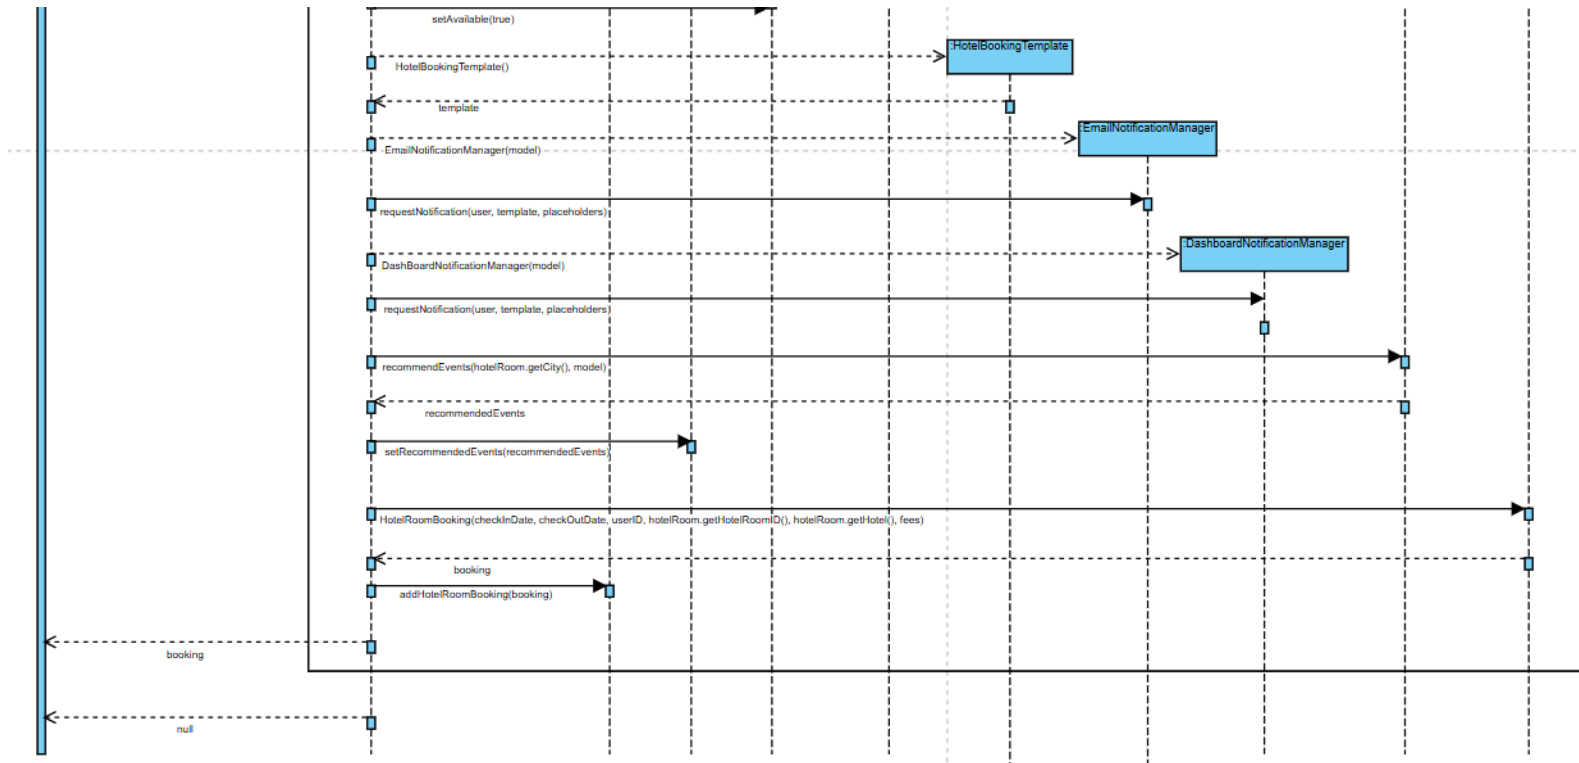 setAvailable(true)
:HotelBookingTemplate
HotelBookingTemplate()
template
:EmailNotificationManager
EmailNotificationManager(model)
requestNotification(user, template, placeholders)
:DashboardNotificationManager
DashBoardNotificationManager(model)
requestNotification(user, template, placeholders)
recommendEvents(hotelRoom.getCity(), model)
recommendedEvents
setRecommendedEvents(recommendedEvents)
HotelRoomBooking(checkInDate, checkOutDate, userID, hotelRoom.getHotelRoomID(), hotelRoom.getHotel(), fees)
booking
addHotelRoomBooking(booking)
booking
null